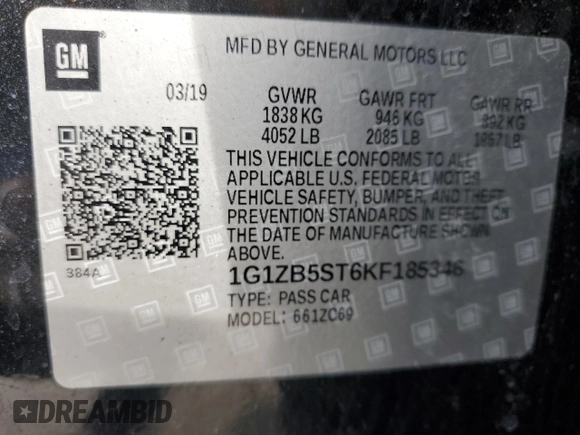 GM
MFD BY GENERAL MOTORS LLC
03/19 GVWR GAWR FRT GAWR RR
1838 KG 946 KG 892 KG
4052 LB 2085 LB 1967 LB
THIS VEHICLE CONFORMS TO ALL
APPLICABLE U.S. FEDERAL MOTOR
VEHICLE SAFETY, BUMPER, AND THEFT
PREVENTION STANDARDS IN EFFECT ON
THE DATE OF MANUFACTURE SHOWN
ABOVE.
384A
1G1ZB5ST6KF185346
TYPE: PASS CAR
MODEL: 661ZC69
DREAMBID